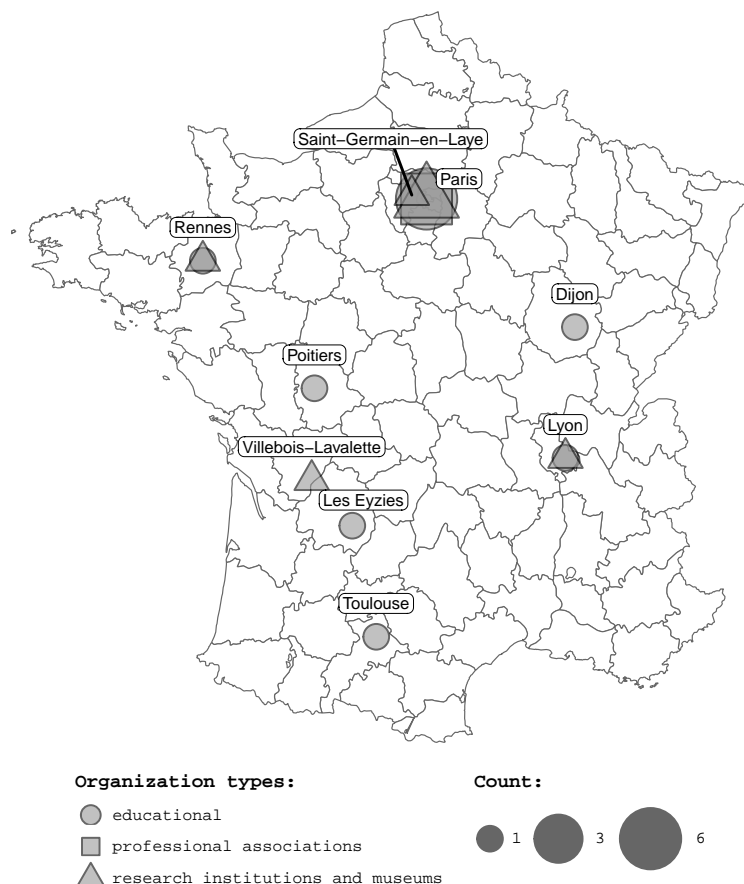 Saint−Germain−en−Laye
Paris
Rennes
Dijon
Poitiers
Lyon
Villebois−Lavalette
Les Eyzies
Toulouse
Organization types:
Count:
educational
1
3
6
professional associations
research institutions and museums